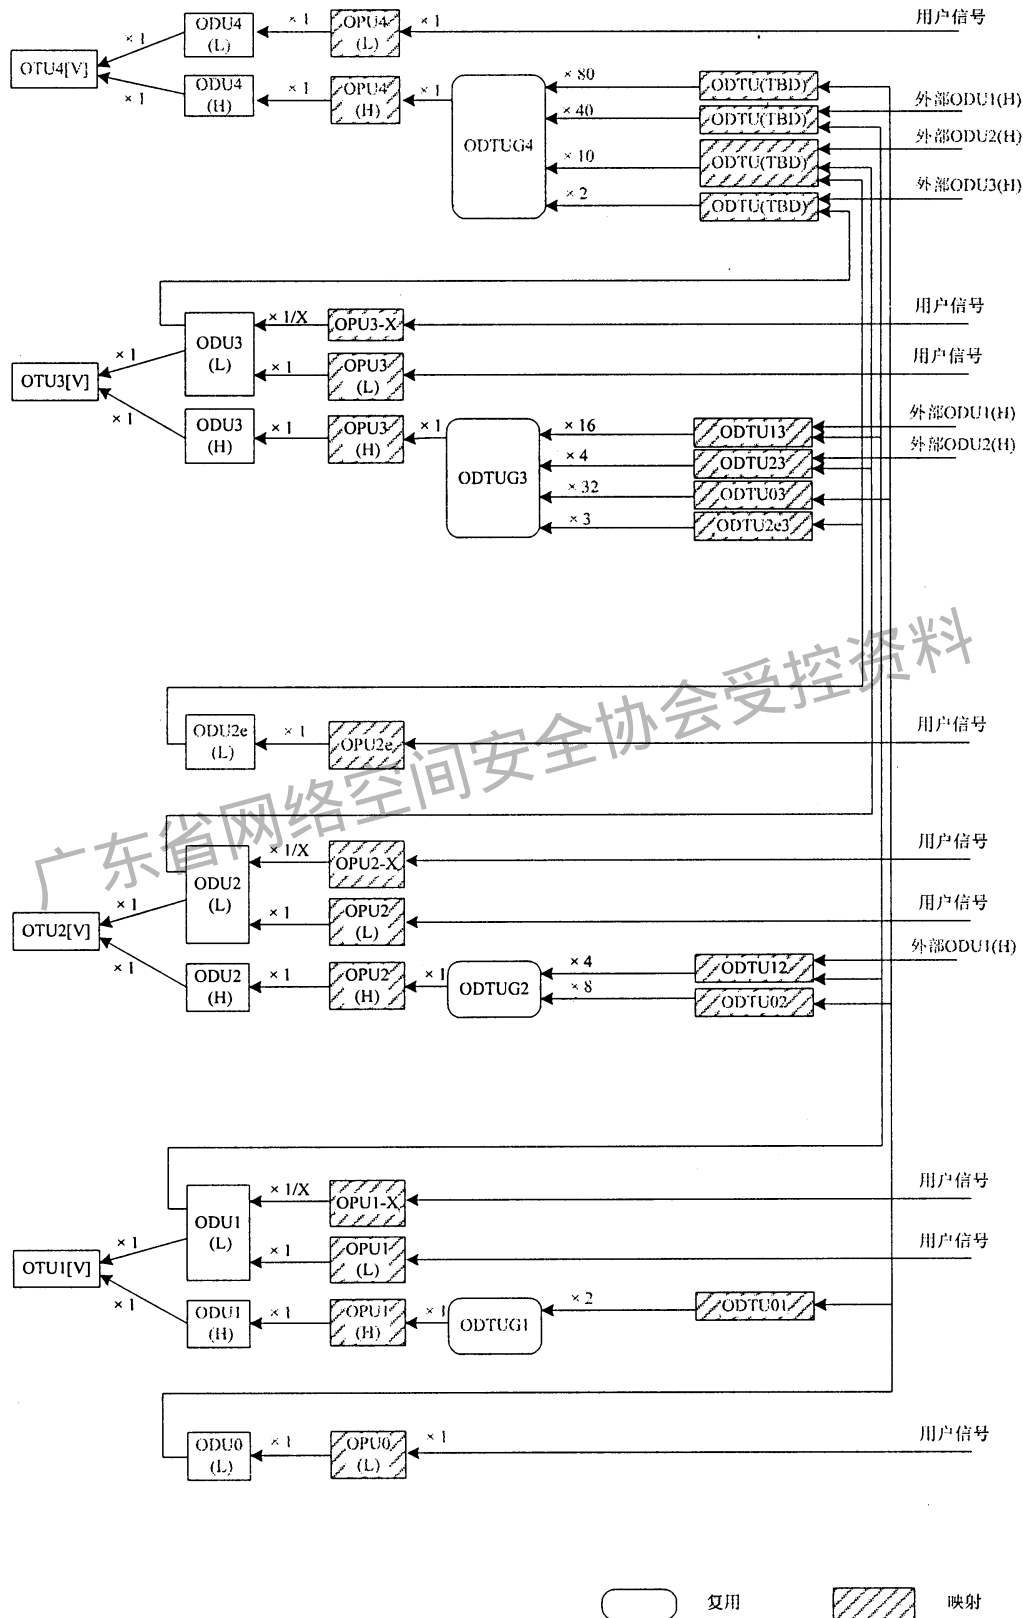 用户信号
× 1 ODU4 (L) × 1 OPU4 (L) × 1
OTU4[V]
× 1 ODU4 (H) × 1 OPU4 (H) × 1
ODTUG4
× 80 ODTU(TBD)
外部ODU1(H)
× 40 ODTU(TBD)
外部ODU2(H)
× 10 ODTU(TBD)
外部ODU3(H)
× 2 ODTU(TBD)
用户信号
× 1/X OPU3-X
ODU3 (L)
用户信号
× 1 × 1 OPU3 (L)
OTU3[V]
× 1 ODU3 (H) × 1 OPU3 (H) × 1
ODTUG3
外部ODU1(H)
× 16 ODTU13
外部ODU2(H)
× 4 ODTU23
× 32 ODTU03
× 3 ODTU2e3
广东省网络空间安全协会受控资料
用户信号
ODU2e (L) × 1 OPU2e
用户信号
× 1/X OPU2-X
ODU2 (L)
用户信号
× 1 × 1 OPU2 (L)
OTU2[V]
外部ODU1(H)
× 1 ODU2 (H) × 1 OPU2 (H) × 1
ODTUG2
× 4 ODTU12
× 8 ODTU02
用户信号
× 1/X OPU1-X
ODU1 (L)
用户信号
× 1 × 1 OPU1 (L)
OTU1[V]
× 1 ODU1 (H) × 1 OPU1 (H) × 1
ODTUG1
× 2 ODTU01
用户信号
ODU0 (L) × 1 OPU0 (L) × 1
复用 映射